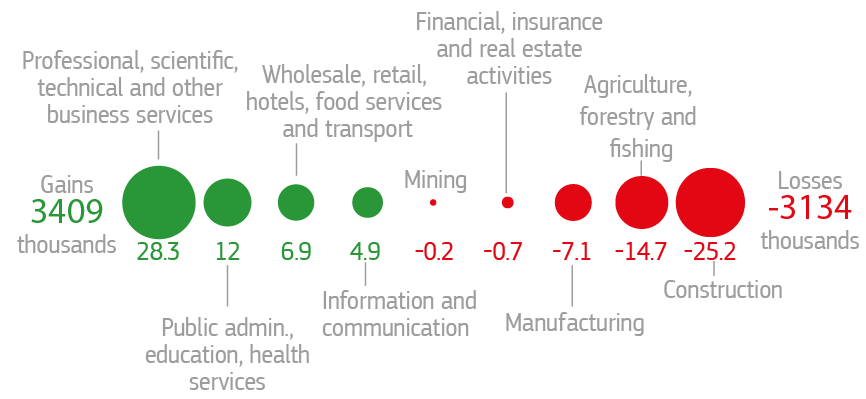 Professional, scientific,
technical and other
business services
Wholesale, retail,
hotels, food services
and transport
Financial, insurance
and real estate
activities
Agriculture,
forestry and
fishing
Mining
Gains
3409
thousands
Losses
-3134
thousands
28.3
12
6.9
4.9
-0.2
-0.7
-7.1
-14.7
-25.2
Public admin.,
education, health
services
Information and
communication
Manufacturing
Construction